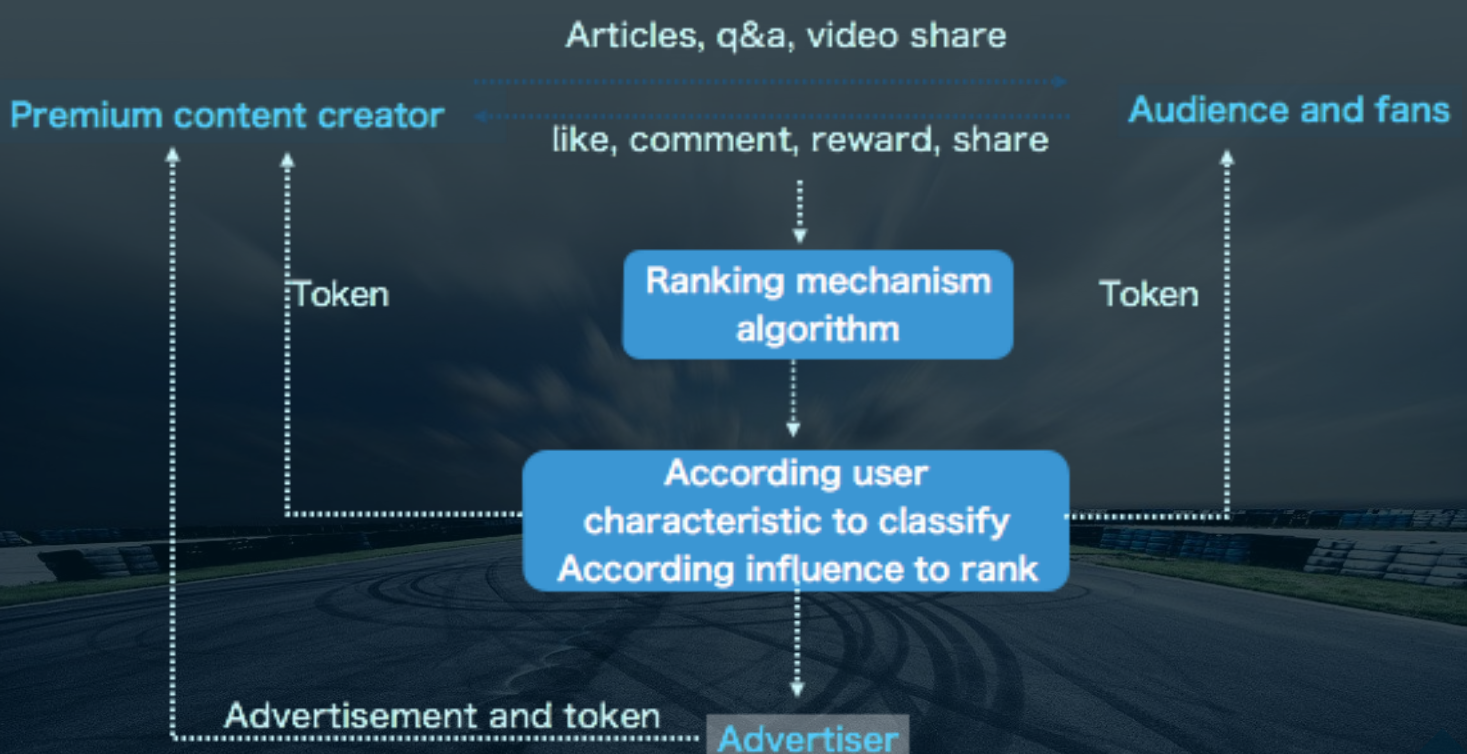 Articles, q&a, video share
Premium content creator
Audience and fans
like, comment, reward, share
Ranking mechanism
algorithm
Token
Token
According user
characteristic to classify
According influence to rank
Advertisement and token
Advertiser